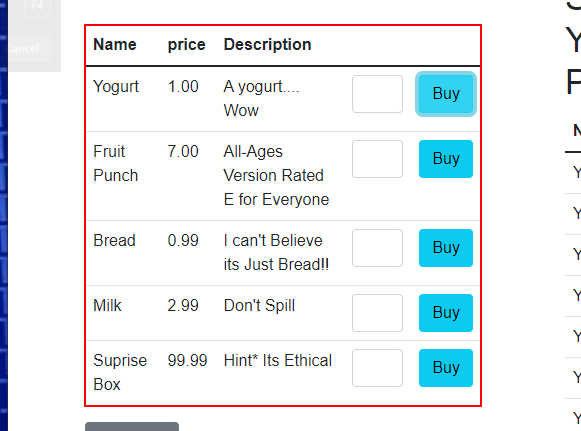 F4
Cancel
Name price Description
Yogurt 1.00 A yogurt.... Buy
Wow
Fruit 7.00 All-Ages Buy
Punch Version Rated
E for Everyone
Bread 0.99 I can't Believe Buy
its Just Bread!!
Milk 2.99 Don't Spill Buy
Suprise 99.99 Hint* Its Ethical Buy
Box